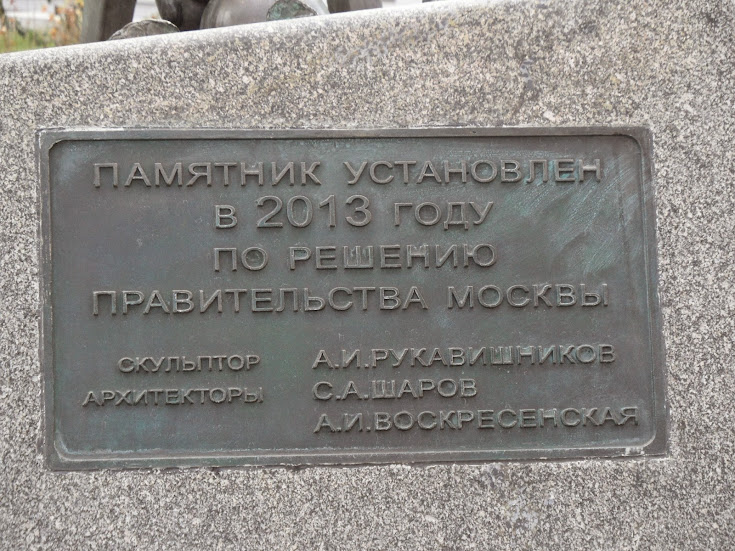 ПАМЯТНИК УСТАНОВЛЕН
В 2013 ГОДУ
ПО РЕШЕНИЮ
ПРАВИТЕЛЬСТВА МОСКВЫ
СКУЛЬПТОР А.И.РУКАВИШНИКОВ
АРХИТЕКТОРЫ С.А.ШАРОВ
А.И.ВОСКРЕСЕНСКАЯ